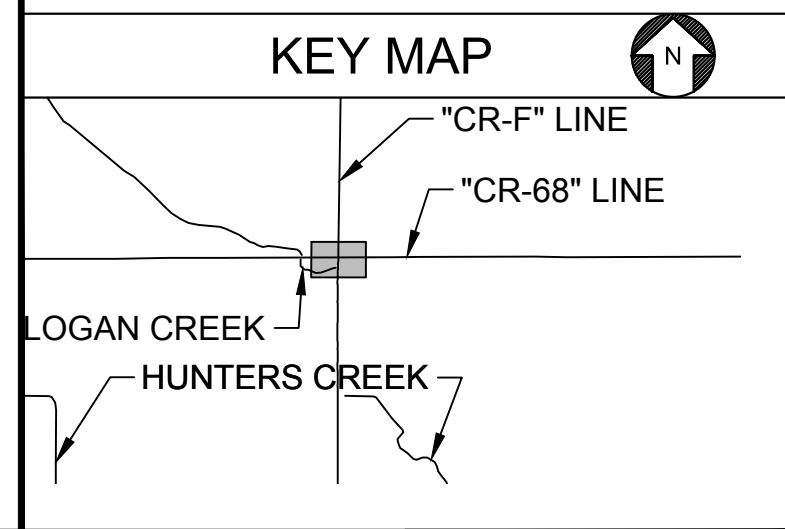 KEY MAP
N
"CR-F" LINE
"CR-68" LINE
LOGAN CREEK
HUNTERS CREEK